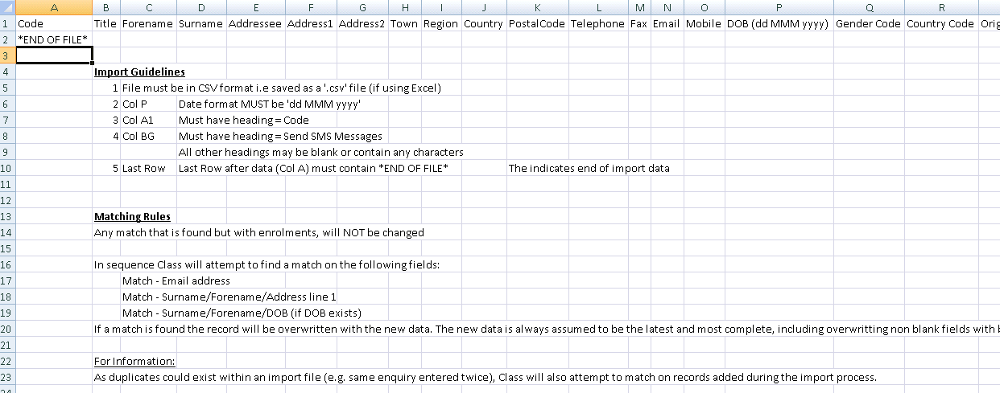 A B C D E F G H I J K L M N O P Q R
1 Code Title Forename Surname Addressee Address1 Address2 Town Region Country PostalCode Telephone Fax Email Mobile DOB (dd MMM yyyy) Gender Code Country Code Orig
2 *END OF FILE*
3
4 Import Guidelines
5 1 File must be in CSV format i.e saved as a '.csv' file (if using Excel)
6 2 Col P Date format MUST be 'dd MMM yyyy'
7 3 Col A1 Must have heading = Code
8 4 Col BG Must have heading = Send SMS Messages
9 All other headings may be blank or contain any characters
10 5 Last Row Last Row after data (Col A) must contain *END OF FILE* The indicates end of import data
11
12
13 Matching Rules
14 Any match that is found but with enrolments, will NOT be changed
15
16 In sequence Class will attempt to find a match on the following fields:
17 Match - Email address
18 Match - Surname/Forename/Address line 1
19 Match - Surname/Forename/DOB (if DOB exists)
20 If a match is found the record will be overwritten with the new data. The new data is always assumed to be the latest and most complete, including overwritting non blank fields with
21
22 For Information:
23 As duplicates could exist within an import file (e.g. same enquiry entered twice), Class will also attempt to match on records added during the import process.
24